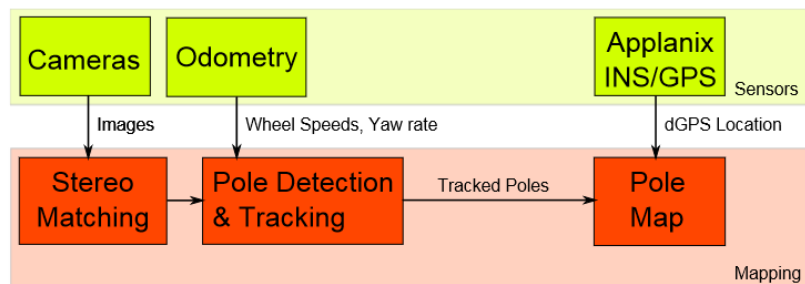 Cameras
Odometry
Applanix
INS/GPS
Sensors
Images
Wheel Speeds, Yaw rate
dGPS Location
Stereo
Matching
Pole Detection
& Tracking
Tracked Poles
Pole
Map
Mapping